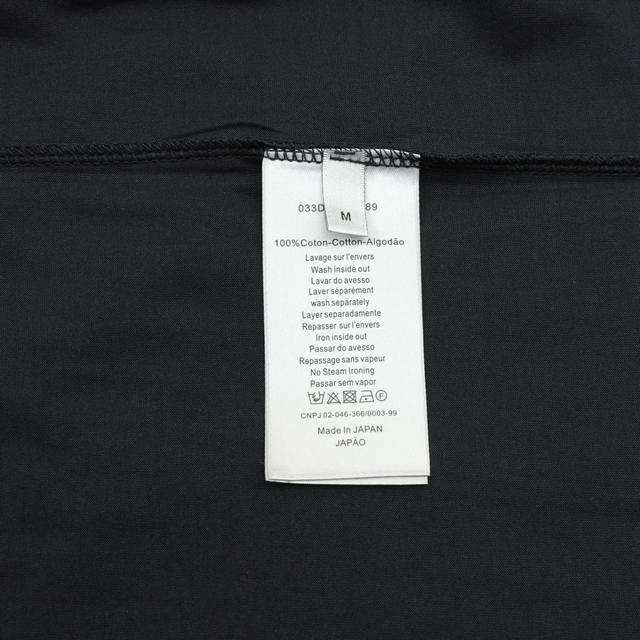 033D 89
M
100%Coton-Cotton-Algodão
Lavage sur l'envers
Wash inside out
Lavar do avesso
Laver séparément
wash separately
Layer separadamente
Repasser sur l'envers
Iron inside out
Passar do avesso
Repassage sans vapeur
No Steam Ironing
Passar sem vapor
CNPJ 02-046-366/0003-99
Made In JAPAN
JAPÃO